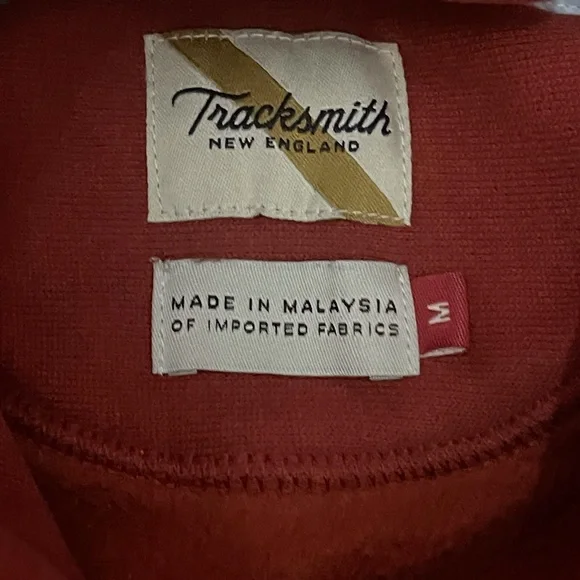 Tracksmith
NEW ENGLAND
MADE IN MALAYSIA
OF IMPORTED FABRICS
M